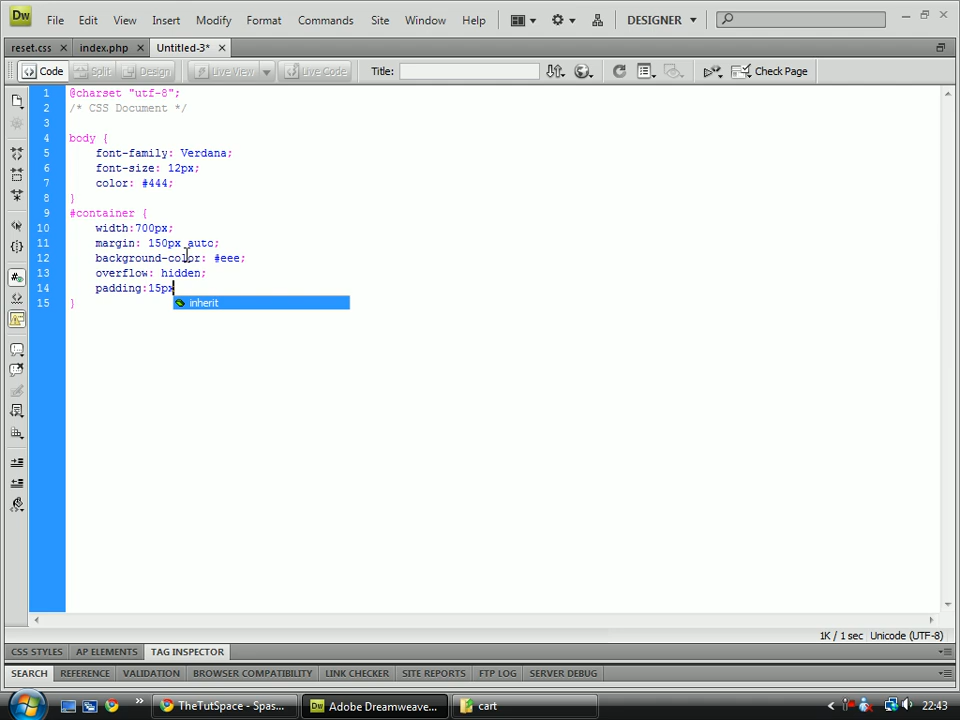 Dw File Edit View Insert Modify Format Commands Site Window Help DESIGNER
reset.css index.php Untitled-3*
Code Split Design Live View Live Code Title: Check Page
1 @charset "utf-8";
2 /* CSS Document */
3
4 body {
5 font-family: Verdana;
6 font-size: 12px;
7 color: #444;
8 }
9 #container {
10 width:700px;
11 margin: 150px auto;
12 background-color: #eee;
13 overflow: hidden;
14 padding:15px
inherit
15 }
1K / 1 sec Unicode (UTF-8)
CSS STYLES AP ELEMENTS TAG INSPECTOR
SEARCH REFERENCE VALIDATION BROWSER COMPATIBILITY LINK CHECKER SITE REPORTS FTP LOG SERVER DEBUG
TheTutSpace - Spas... Adobe Dreamweave... cart 22:43